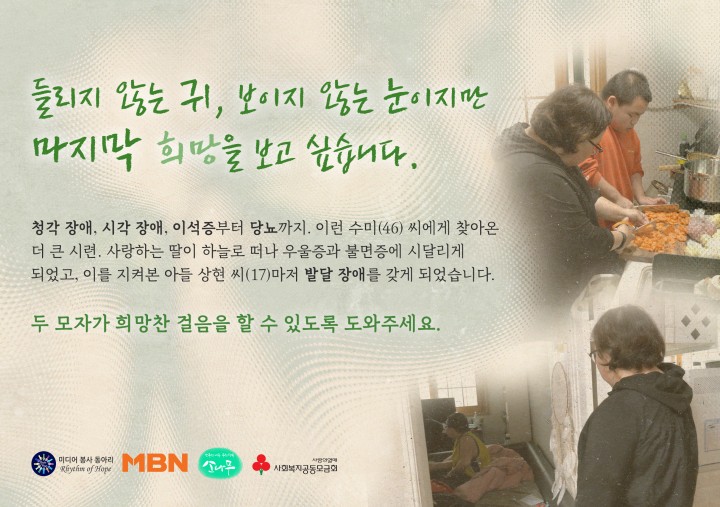 들리지 않는 귀, 보이지 않는 눈이지만
마지막 희망을 보고 싶습니다.
청각 장애, 시각 장애, 이석증부터 당뇨까지. 이런 수미(46) 씨에게 찾아온
더 큰 시련. 사랑하는 딸이 하늘로 떠나 우울증과 불면증에 시달리게
되었고, 이를 지켜본 아들 상현 씨(17)마저 발달 장애를 갖게 되었습니다.
두 모자가 희망찬 걸음을 할 수 있도록 도와주세요.
미디어 봉사 동아리
Rhythm of Hope
MBN
소나무
사랑의열매
사회복지공동모금회